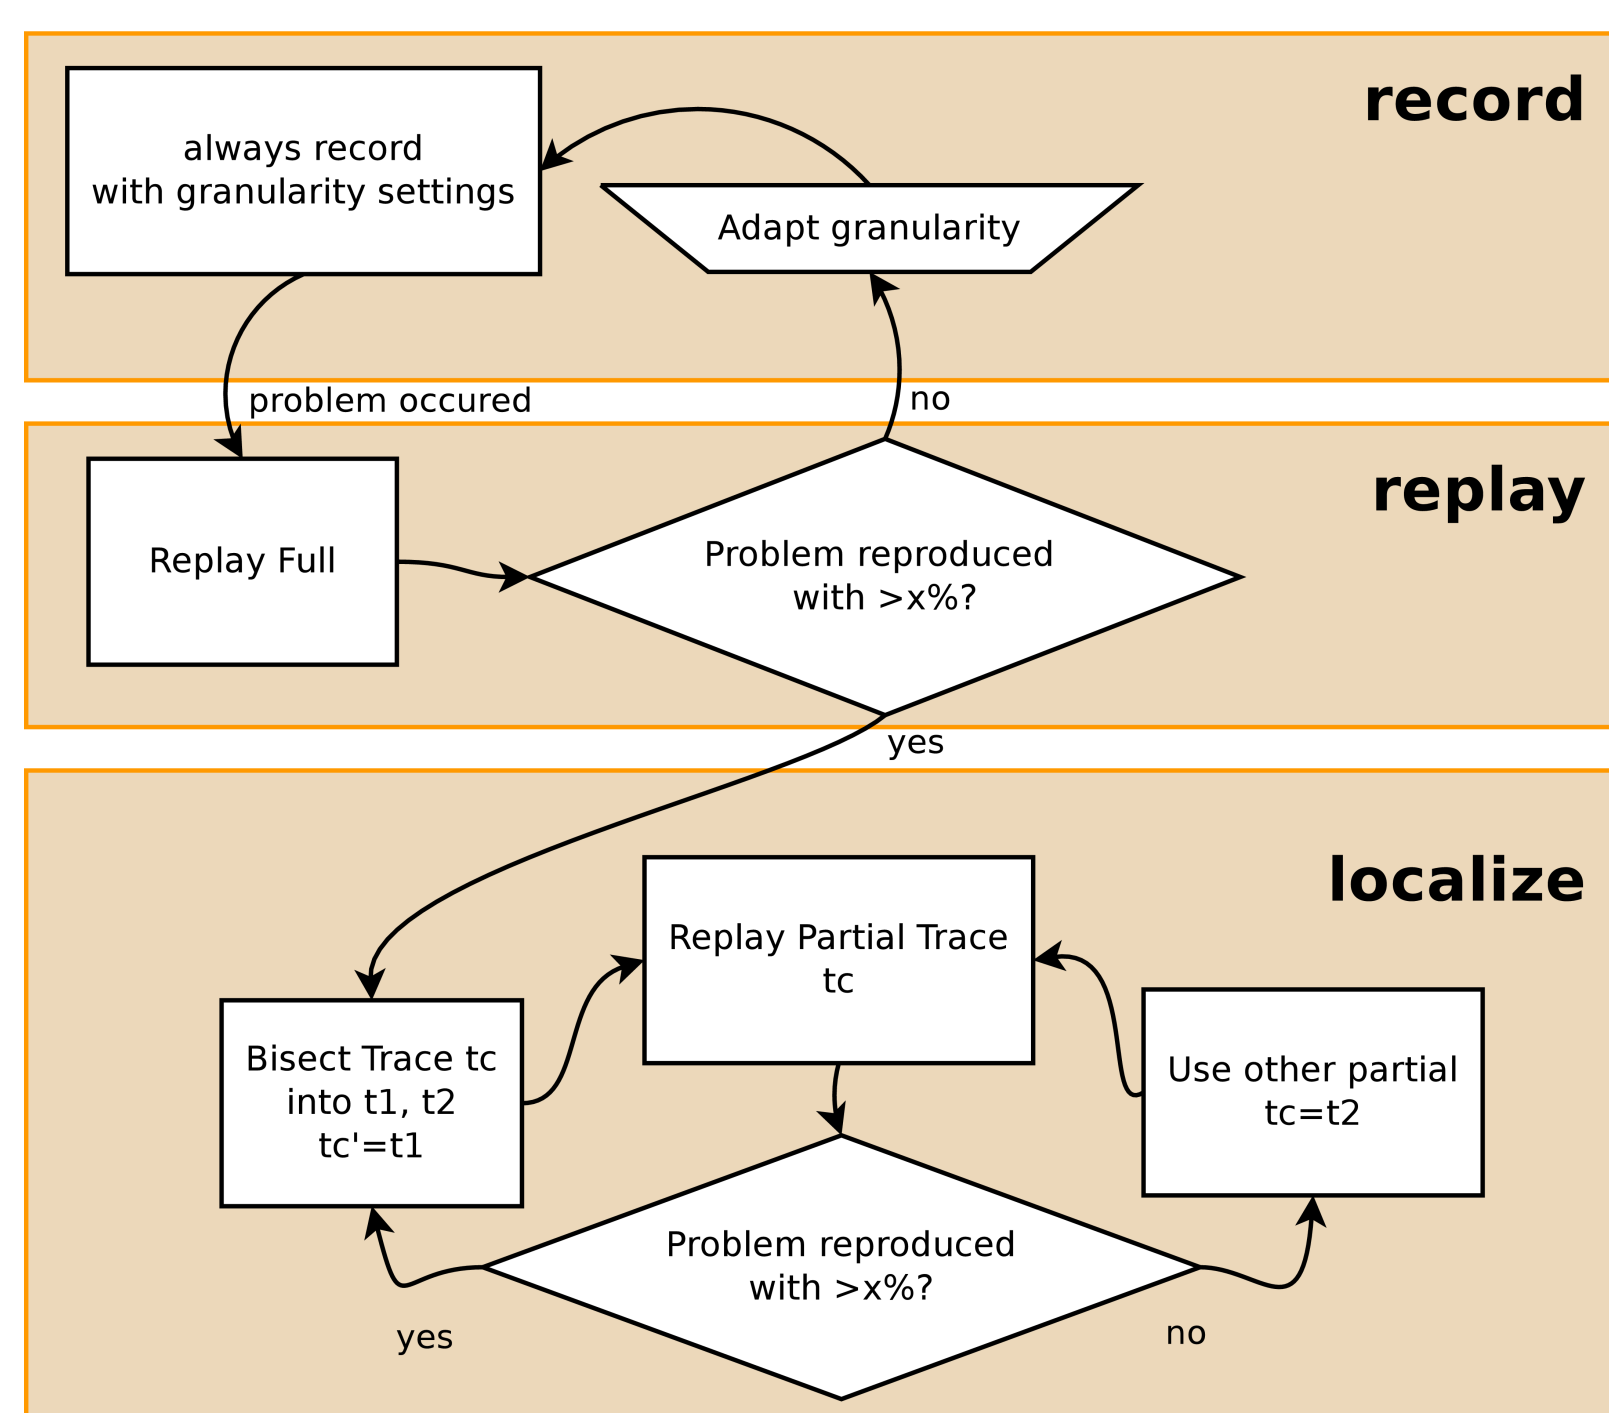 record
always record
with granularity settings
Adapt granularity
problem occured
no
replay
Replay Full
Problem reproduced
with >x%?
yes
localize
Replay Partial Trace
tc
Bisect Trace tc
into t1, t2
tc'=t1
Use other partial
tc=t2
Problem reproduced
with >x%?
yes
no